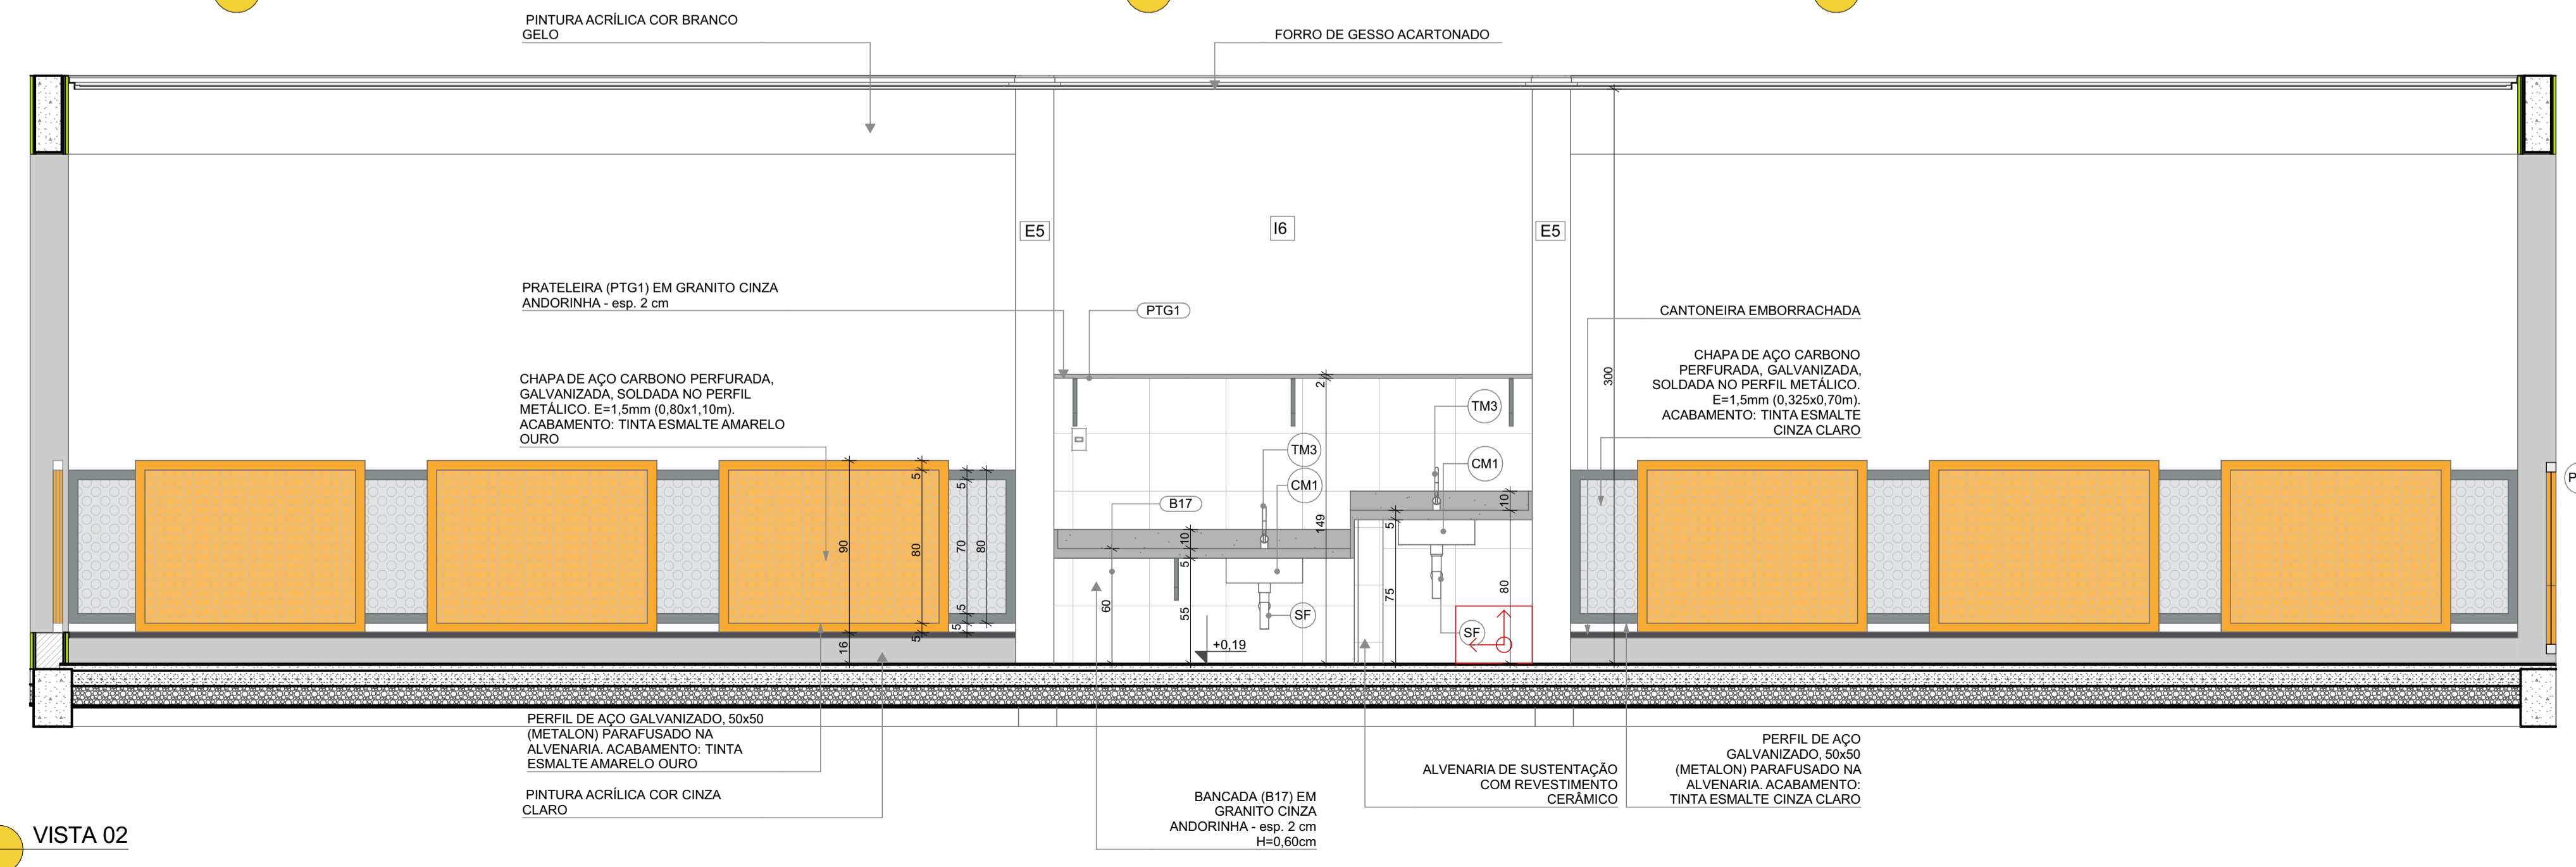 PINTURA ACRÍLICA COR BRANCO
GELO
FORRO DE GESSO ACARTONADO
E5
I6
E5
PRATELEIRA (PTG1) EM GRANITO CINZA
ANDORINHA - esp. 2 cm
PTG1
CANTONEIRA EMBORRACHADA
CHAPA DE AÇO CARBONO
PERFURADA, GALVANIZADA,
SOLDADA NO PERFIL METÁLICO.
E=1,5mm (0,325x0,70m).
ACABAMENTO: TINTA ESMALTE
CINZA CLARO
CHAPA DE AÇO CARBONO PERFURADA,
GALVANIZADA, SOLDADA NO PERFIL
METÁLICO. E=1,5mm (0,80x1,10m).
ACABAMENTO: TINTA ESMALTE AMARELO
OURO
300
2
TM3
TM3
CM1
CM1
B17
149
10
10
5
5
5
5
90
80
70
80
60
55
75
80
5
5
5
16
SF
SF
+0,19
PERFIL DE AÇO GALVANIZADO, 50x50
(METALON) PARAFUSADO NA
ALVENARIA. ACABAMENTO: TINTA
ESMALTE AMARELO OURO
PINTURA ACRÍLICA COR CINZA
CLARO
BANCADA (B17) EM
GRANITO CINZA
ANDORINHA - esp. 2 cm
H=0,60cm
ALVENARIA DE SUSTENTAÇÃO
COM REVESTIMENTO
CERÂMICO
PERFIL DE AÇO
GALVANIZADO, 50x50
(METALON) PARAFUSADO NA
ALVENARIA. ACABAMENTO:
TINTA ESMALTE CINZA CLARO
VISTA 02